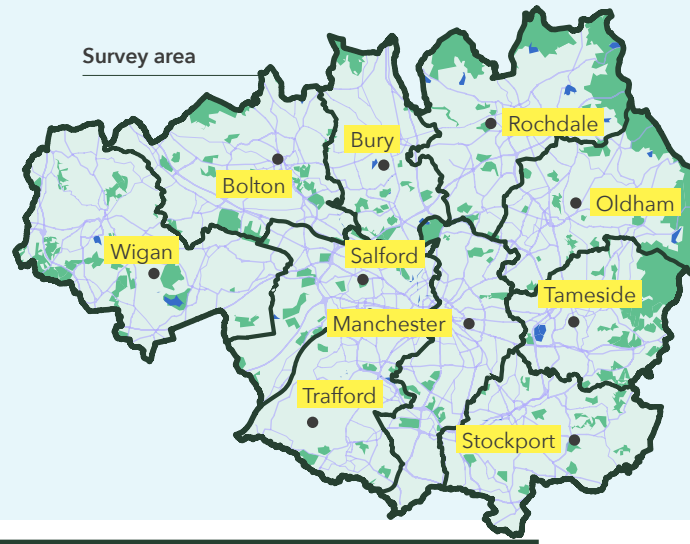 Survey area
Rochdale
Bury
Bolton
Oldham
Wigan
Salford
Tameside
Manchester
Trafford
Stockport